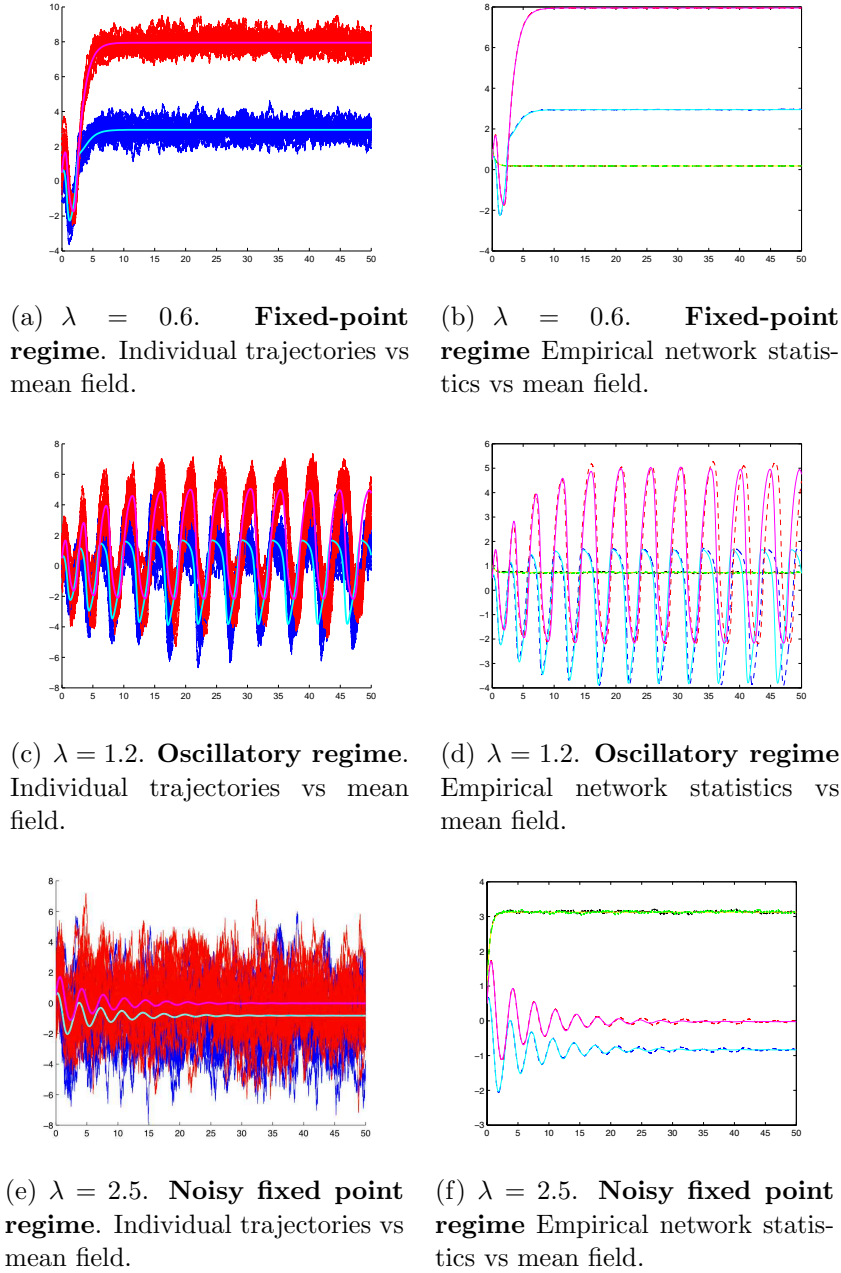 10
8
6
4
2
0
−2
−4
0 5 10 15 20 25 30 35 40 45 50
8
6
4
2
0
−2
−4
0 5 10 15 20 25 30 35 40 45 50
(a) λ = 0.6. Fixed-point
regime. Individual trajectories vs
mean field.
(b) λ = 0.6. Fixed-point
regime Empirical network statis-
tics vs mean field.
8
6
4
2
0
−2
−4
−6
−8
0 5 10 15 20 25 30 35 40 45 50
6
5
4
3
2
1
0
−1
−2
−3
−4
0 5 10 15 20 25 30 35 40 45 50
(c) λ = 1.2. Oscillatory regime.
Individual trajectories vs mean
field.
(d) λ = 1.2. Oscillatory regime
Empirical network statistics vs
mean field.
8
6
4
2
0
−2
−4
−6
−8
0 5 10 15 20 25 30 35 40 45 50
4
3
2
1
0
−1
−2
−3
0 5 10 15 20 25 30 35 40 45 50
(e) λ = 2.5. Noisy fixed point
regime. Individual trajectories vs
mean field.
(f) λ = 2.5. Noisy fixed point
regime Empirical network statis-
tics vs mean field.